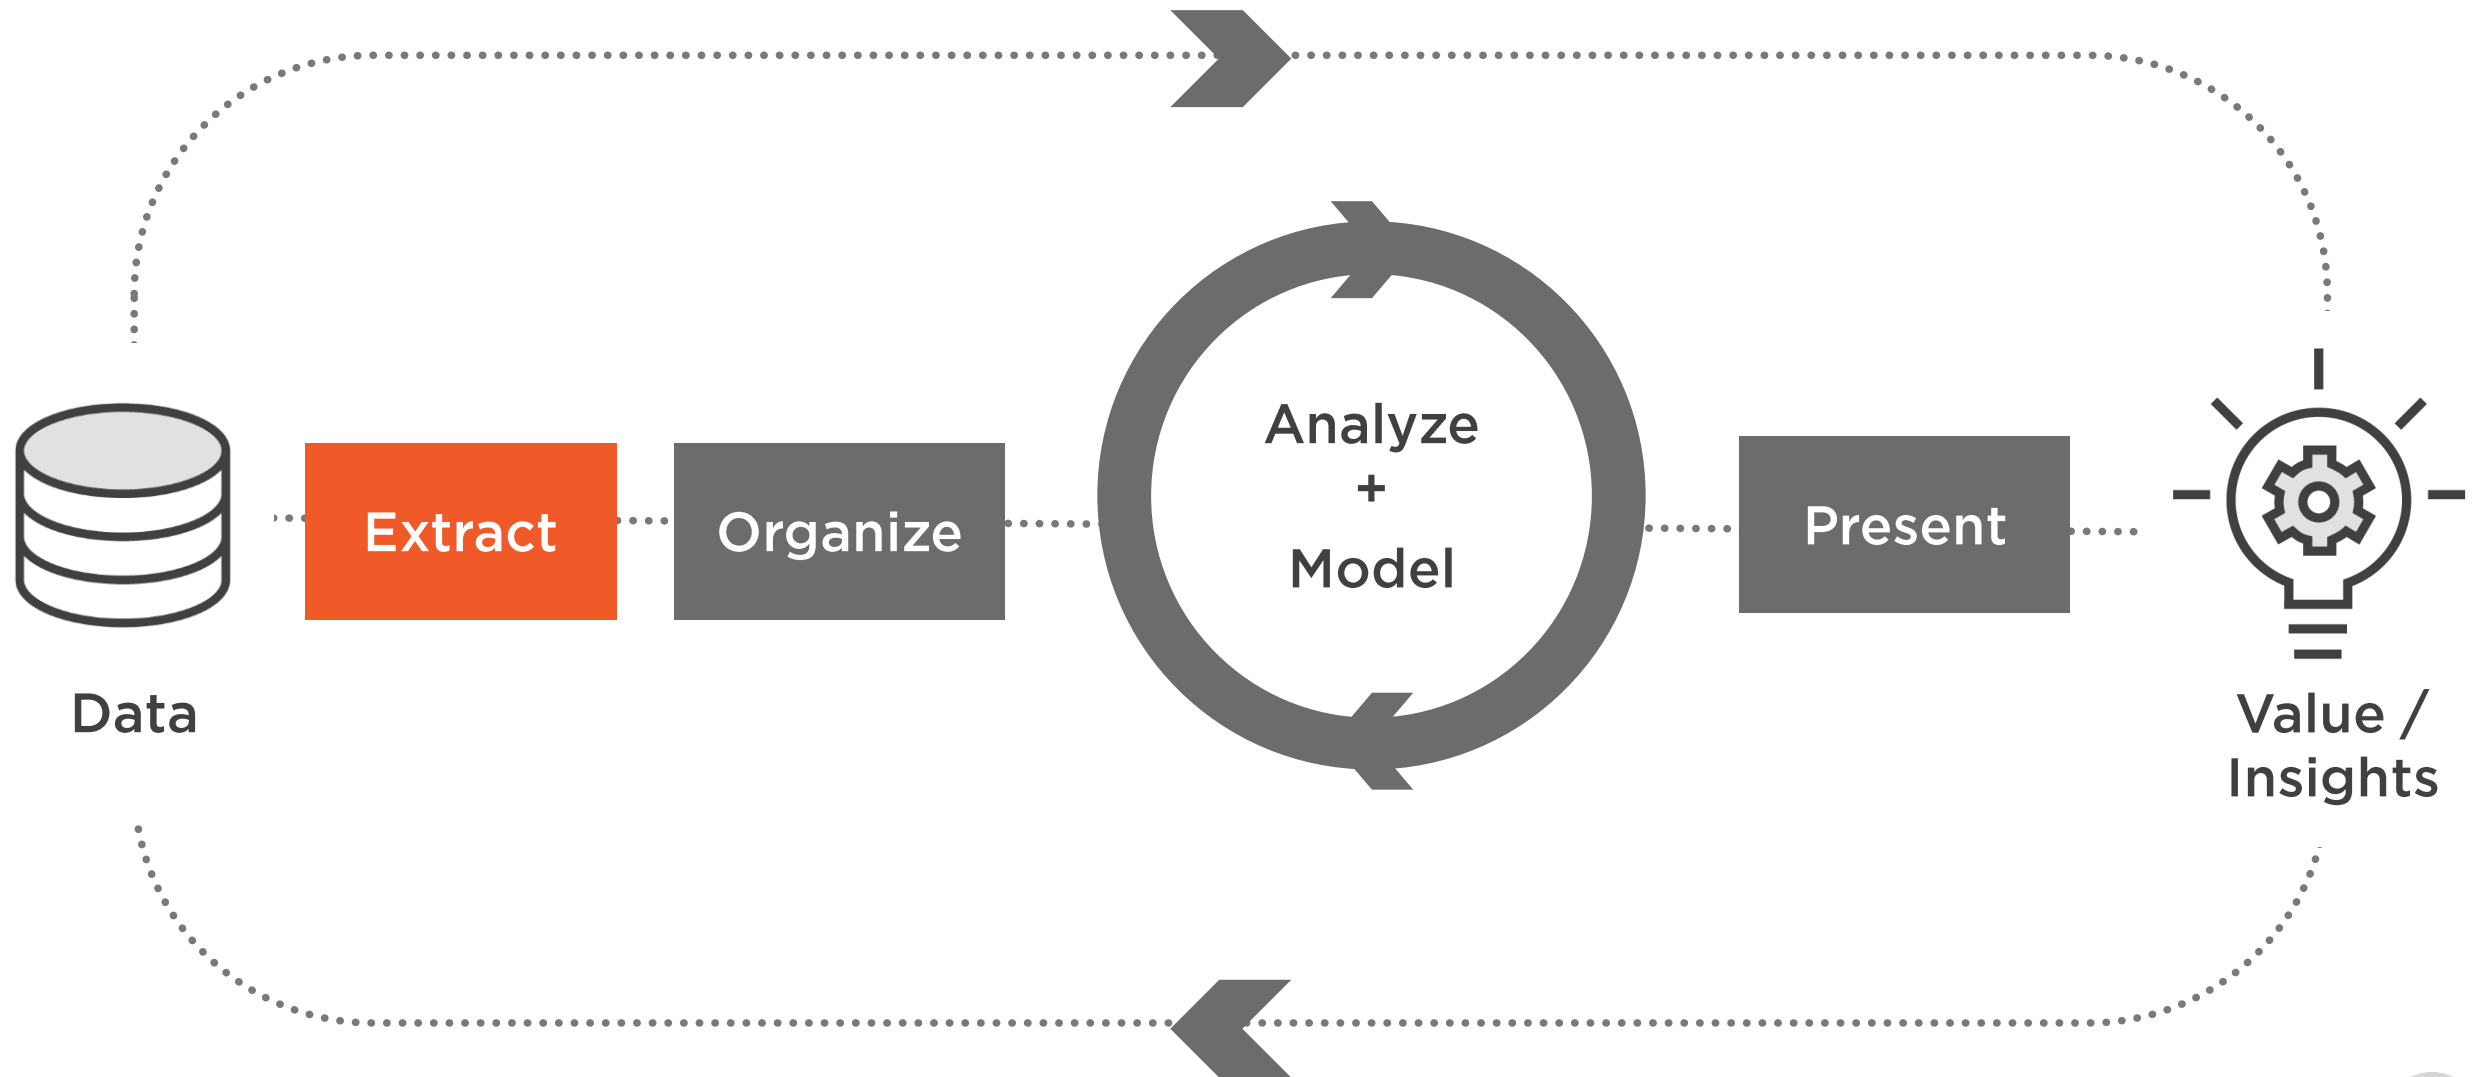 Extract
Organize
Analyze
+
Model
Present
Data
Value /
Insights